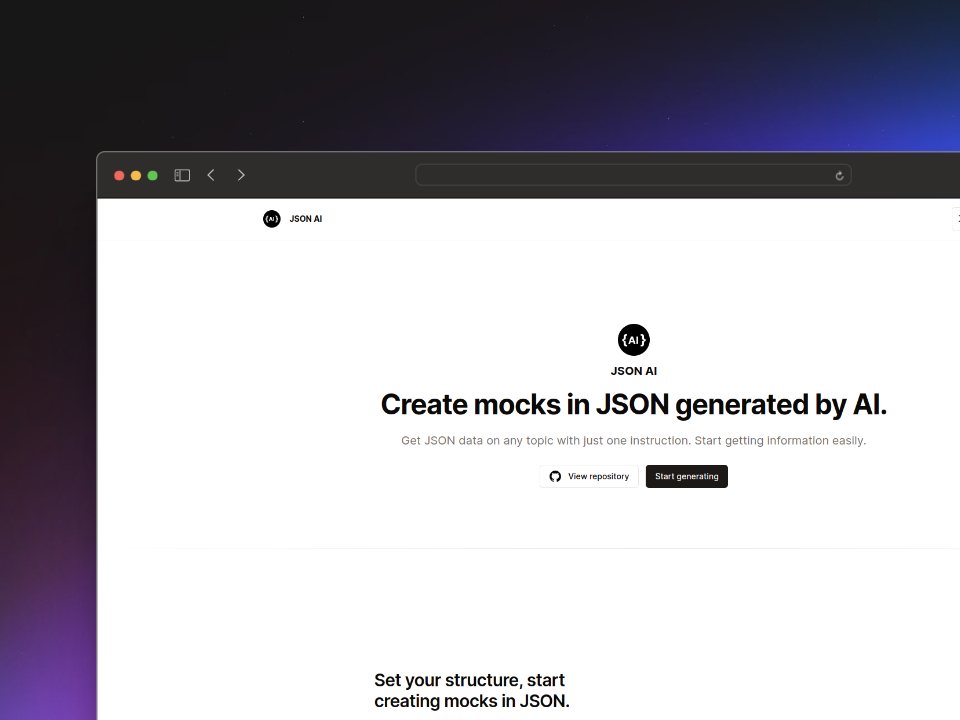 {AI} JSON AI
{AI}
JSON AI
Create mocks in JSON generated by AI.
Get JSON data on any topic with just one instruction. Start getting information easily.
View repository Start generating
Set your structure, start
creating mocks in JSON.